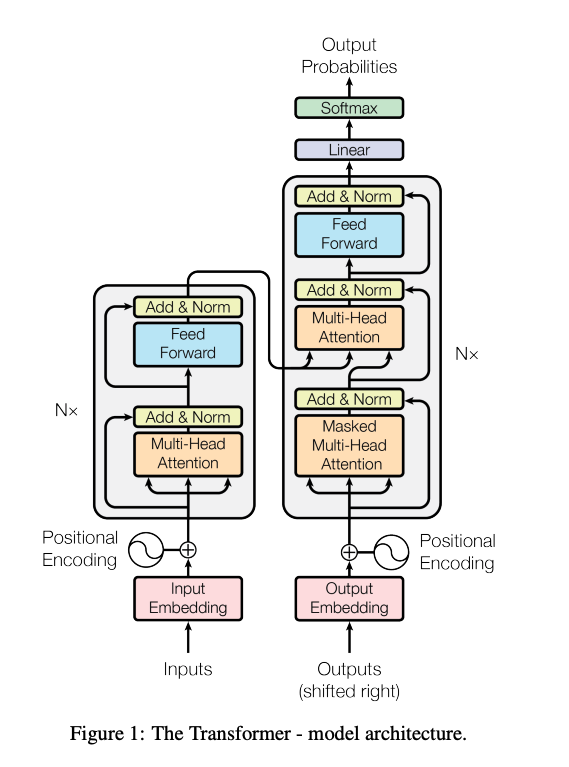 Output
Probabilities
Softmax
Linear
Add & Norm
Feed
Forward
Add & Norm
Multi-Head
Attention
Add & Norm
Masked
Multi-Head
Attention
N×
Add & Norm
Feed
Forward
Add & Norm
Multi-Head
Attention
N×
Positional
Encoding
Positional
Encoding
Input
Embedding
Output
Embedding
Inputs
Outputs
(shifted right)
Figure 1: The Transformer - model architecture.